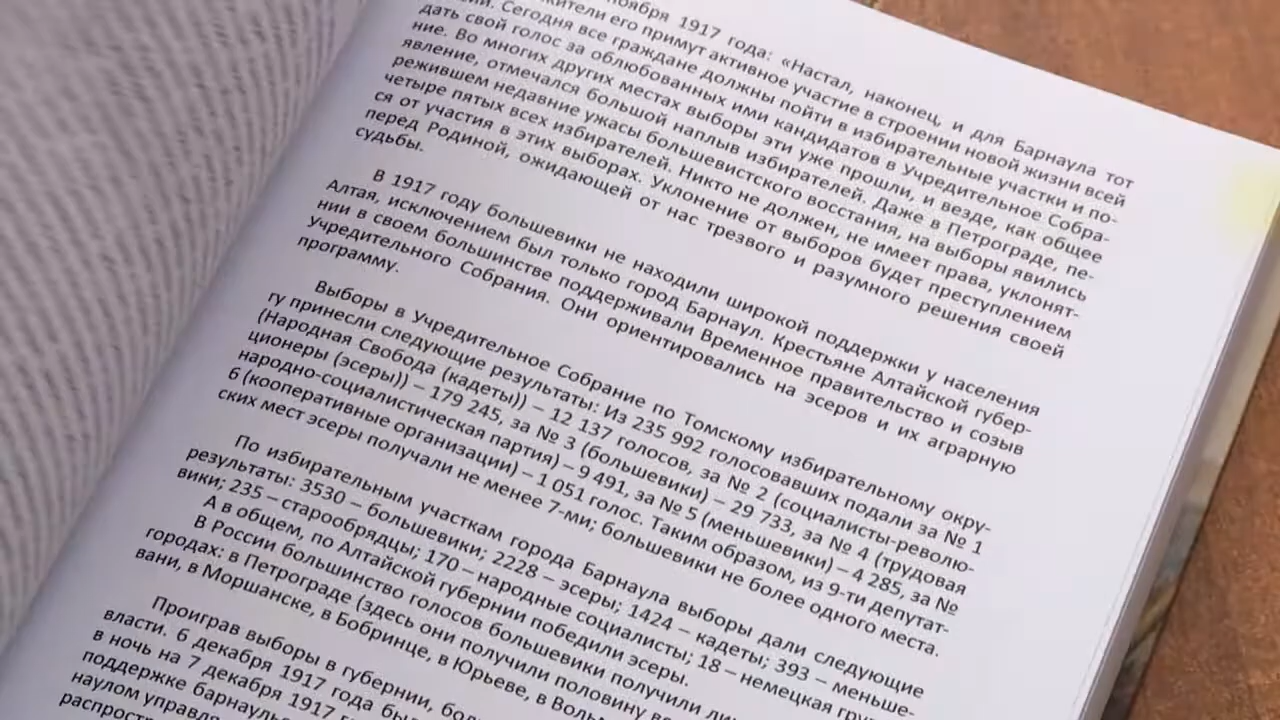 ноября 1917 года: «Настал, наконец, и для Барнаула тот
жители его примут активное участие в строении новой жизни всей
Сегодня все граждане должны пойти в избирательные участки и по-
дать свой голос за облюбованных ими кандидатов в Учредительное Собра-
ние. Во многих других местах выборы эти уже прошли, и везде, как общее
явление, отмечался большой наплыв избирателей. Даже в Петрограде, пе-
режившем недавние ужасы большевистского восстания, на выборы явились
четыре пятых всех избирателей. Никто не должен, не имеет права, уклонят-
ся от участия в этих выборах. Уклонение от выборов будет преступлением
перед Родиной, ожидающей от нас трезвого и разумного решения своей
судьбы.
В 1917 году большевики не находили широкой поддержки у населения
Алтая, исключением был только город Барнаул. Крестьяне Алтайской губер-
нии в своем большинстве поддерживали Временное правительство и созыв
Учредительного Собрания. Они ориентировались на эсеров и их аграрную
программу.
Выборы в Учредительное Собрание по Томскому избирательному окру-
гу принесли следующие результаты: Из 235 992 голосовавших подали за № 1
(Народная Свобода (кадеты)) – 12 137 голосов, за № 2 (социалисты-револю-
ционеры (эсеры)) – 179 245, за № 3 (большевики) – 29 733, за № 4 (трудовая
народно-социалистическая партия) – 9 491, за № 5 (меньшевики) – 4 285, за №
6 (кооперативные организации) – 1 051 голос. Таким образом, из 9-ти депутат-
ских мест эсеры получали не менее 7-ми; большевики не более одного места.
По избирательным участкам города Барнаула выборы дали следующие
результаты: 3530 – большевики; 2228 – эсеры; 1424 – кадеты; 393 – меньше-
вики; 235 – старообрядцы; 170 – народные социалисты; 18 – немецкая
А в общем, по Алтайской губернии победили эсеры.
В России большинство голосов большевики получили
городах: в Петрограде (здесь они получили половину
вани, в Моршанске, в Бобринце, в Юрьеве, в
Проиграв выборы в губернии,
власти. 6 декабря 1917 года
в ночь на 7 декабря 1917
поддержке
наулом